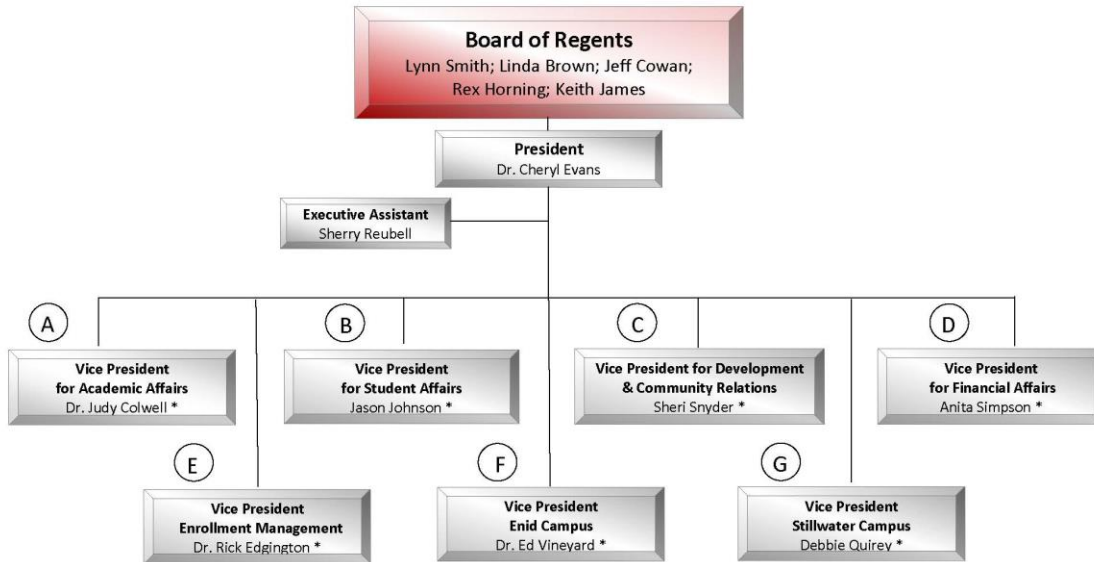 Board of Regents
Lynn Smith; Linda Brown; Jeff Cowan;
Rex Horning; Keith James
President
Dr. Cheryl Evans
Executive Assistant
Sherry Reubell
A
Vice President
for Academic Affairs
Dr. Judy Colwell *
B
Vice President
for Student Affairs
Jason Johnson *
C
Vice President for Development
& Community Relations
Sheri Snyder *
D
Vice President
for Financial Affairs
Anita Simpson *
E
Vice President
Enrollment Management
Dr. Rick Edgington *
F
Vice President
Enid Campus
Dr. Ed Vineyard *
G
Vice President
Stillwater Campus
Debbie Quirey *